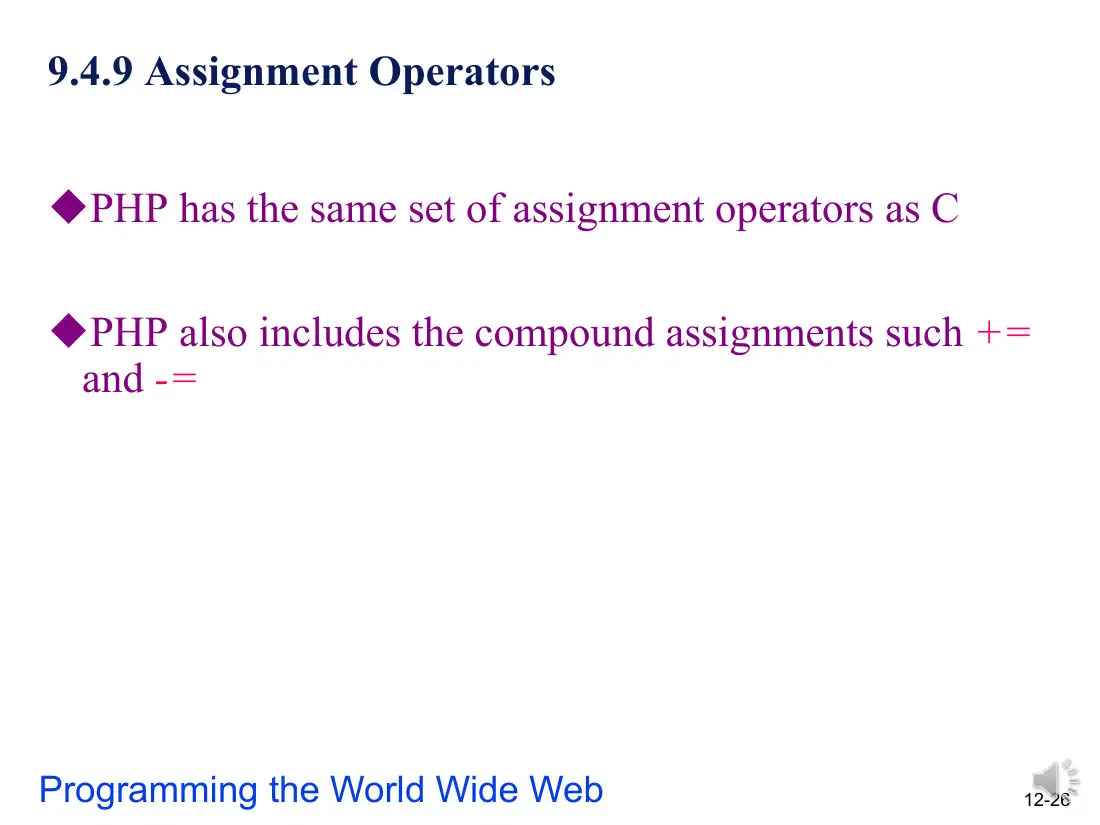 9.4.9 Assignment Operators
◆PHP has the same set of assignment operators as C
◆PHP also includes the compound assignments such +=
and -=
Programming the World Wide Web
12-26